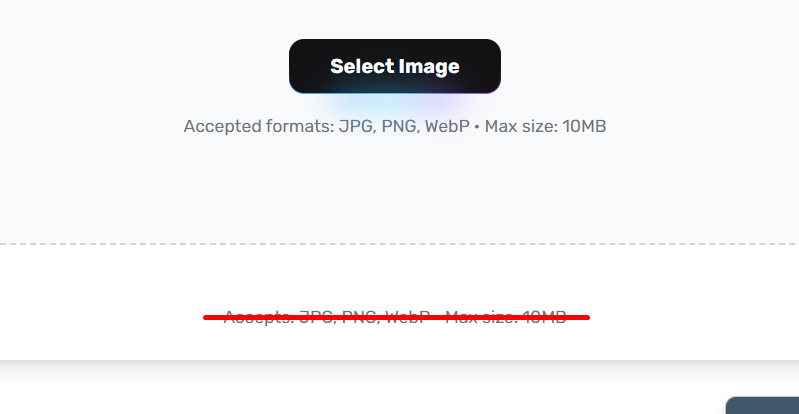 Select Image
Accepted formats: JPG, PNG, WebP • Max size: 10MB
Accepts: JPG, PNG, WebP • Max size: 10MB